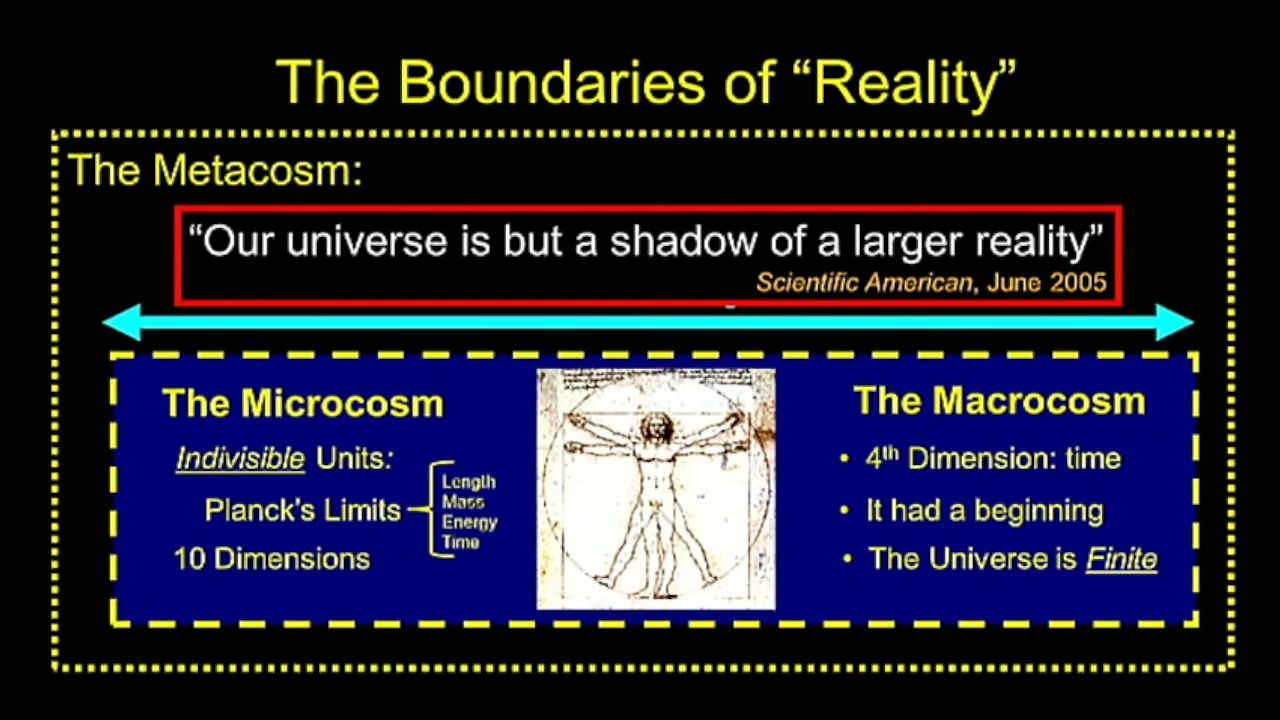 The Boundaries of “Reality”
The Metacosm:
“Our universe is but a shadow of a larger reality”
Scientific American, June 2005
The Microcosm
Indivisible Units:
Planck's Limits
Length
Mass
Energy
Time
10 Dimensions
The Macrocosm
• 4th Dimension: time
• It had a beginning
• The Universe is Finite